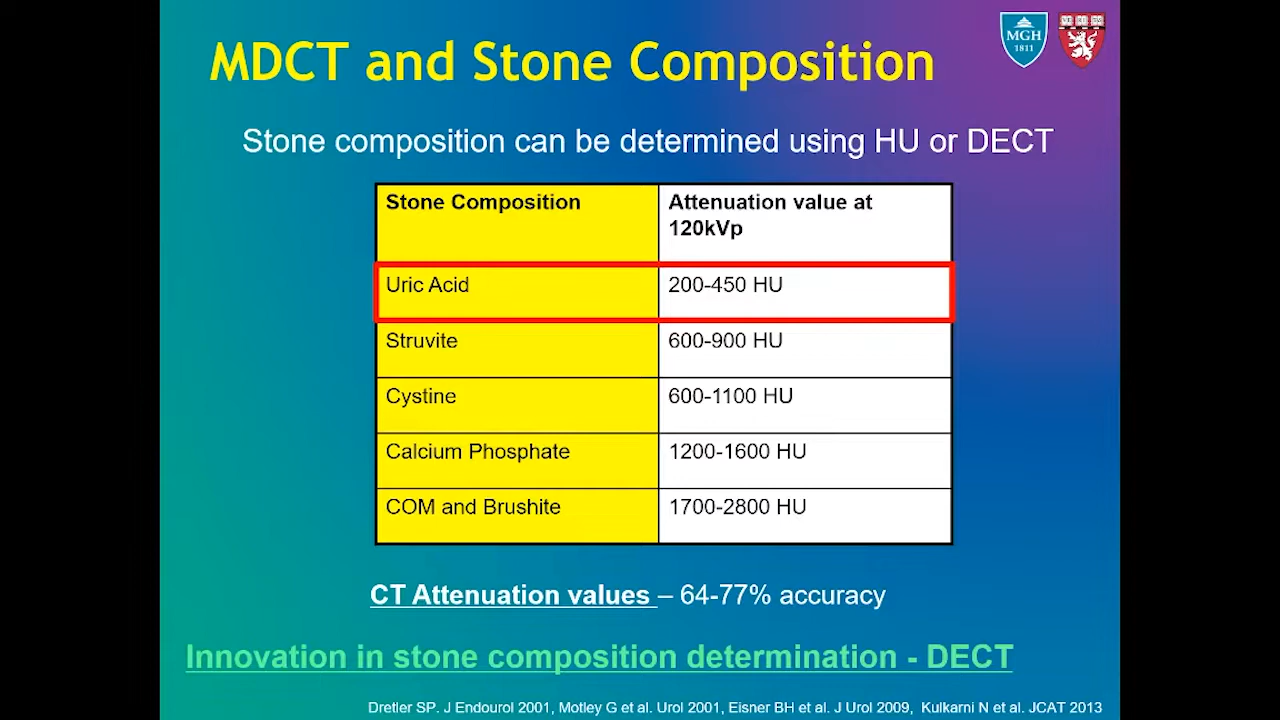 MDCT and Stone Composition
MGH
1811
Stone composition can be determined using HU or DECT
Stone Composition
Attenuation value at
120kVp
Uric Acid
200-450 HU
Struvite
600-900 HU
Cystine
600-1100 HU
Calcium Phosphate
1200-1600 HU
COM and Brushite
1700-2800 HU
CT Attenuation values – 64-77% accuracy
Innovation in stone composition determination - DECT
Dretler SP. J Endourol 2001, Motley G et al. Urol 2001, Eisner BH et al. J Urol 2009, Kulkarni N et al. JCAT 2013